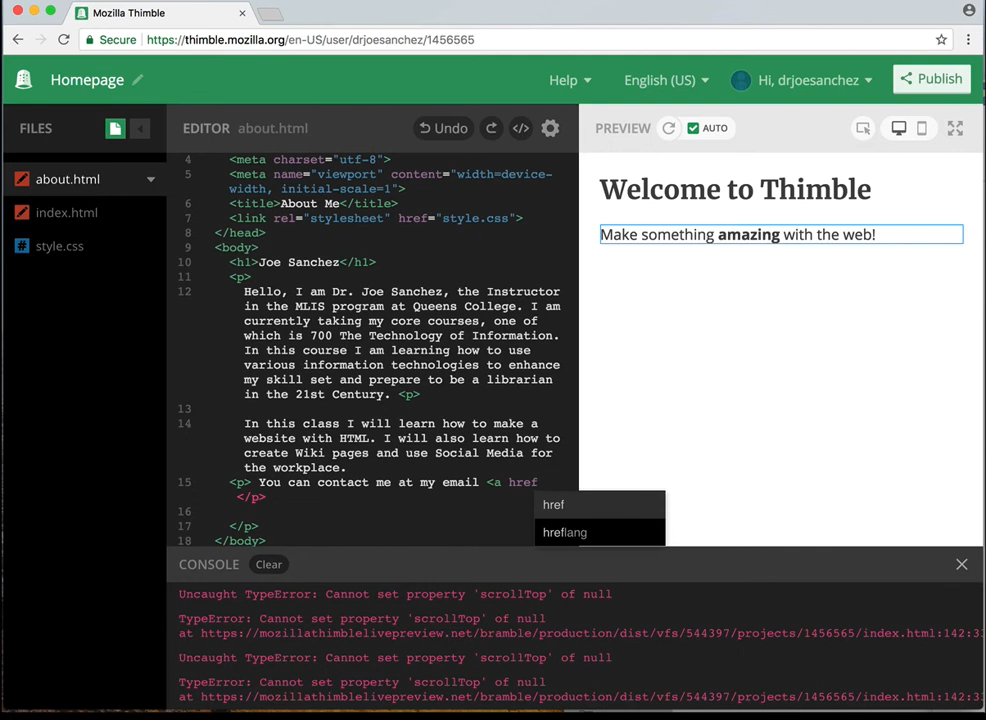 Mozilla Thimble
Secure https://thimble.mozilla.org/en-US/user/drjoesanchez/1456565
Homepage Help English (US) Hi, drjoesanchez Publish
FILES
about.html
index.html
style.css
EDITOR about.html Undo
4 <meta charset="utf-8">
5 <meta name="viewport" content="width=device-
width, initial-scale=1">
6 <title>About Me</title>
7 <link rel="stylesheet" href="style.css">
8 </head>
9 <body>
10 <h1>Joe Sanchez</h1>
11 <p>
12 Hello, I am Dr. Joe Sanchez, the Instructor
in the MLIS program at Queens College. I am
currently taking my core courses, one of
which is 700 The Technology of Information.
In this course I am learning how to use
various information technologies to enhance
my skill set and prepare to be a librarian
in the 21st Century. <p>
13
14 In this class I will learn how to make a
website with HTML. I will also learn how to
create Wiki pages and use Social Media for
the workplace.
15 <p> You can contact me at my email <a href
</p>
16
17 </p>
18 </body>
href
hreflang
PREVIEW AUTO
Welcome to Thimble
Make something amazing with the web!
CONSOLE Clear
Uncaught TypeError: Cannot set property 'scrollTop' of null
TypeError: Cannot set property 'scrollTop' of null
at https://mozillathimblelivepreview.net/bramble/production/dist/vfs/544397/projects/1456565/index.html:142:3
Uncaught TypeError: Cannot set property 'scrollTop' of null
TypeError: Cannot set property 'scrollTop' of null
at https://mozillathimblelivepreview.net/bramble/production/dist/vfs/544397/projects/1456565/index.html:142:3